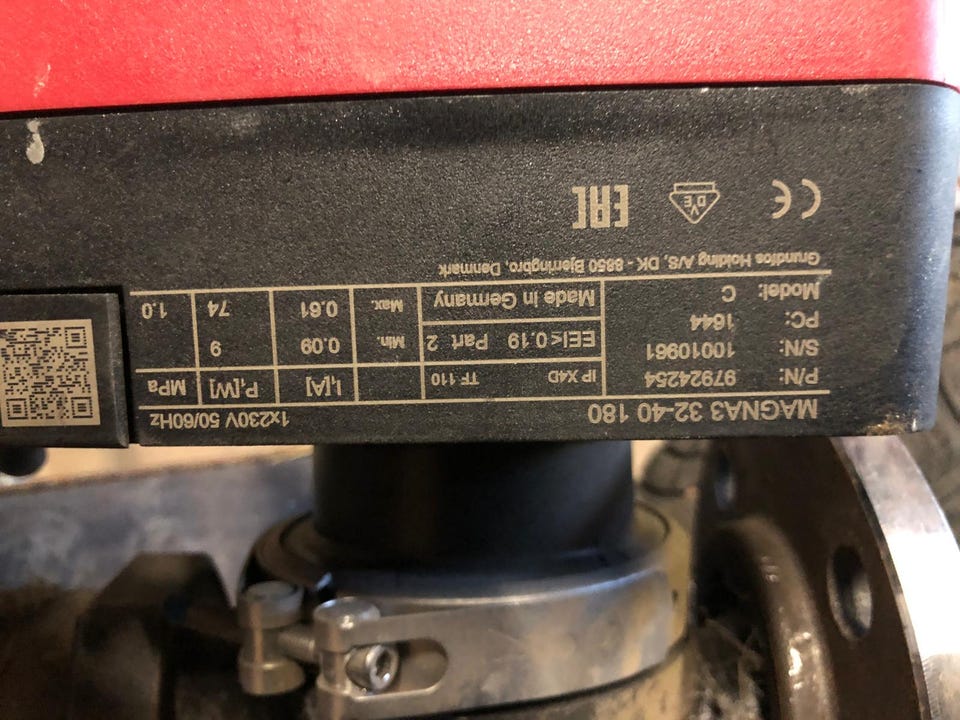 MAGNA3 32-40 180 1x230V 50/60Hz
P/N: 97924254 IP X4D TF 110 I₁[A] P₁[W] MPa
S/N: 10010961 EEI≤0.19 Part 2 Min. 0.09 9
PC: 1644
Model: C Made in Germany Max. 0.61 74 1.0
Grundfos Holding A/S, DK - 8850 Bjerringbro, Denmark
CE VDE EAC